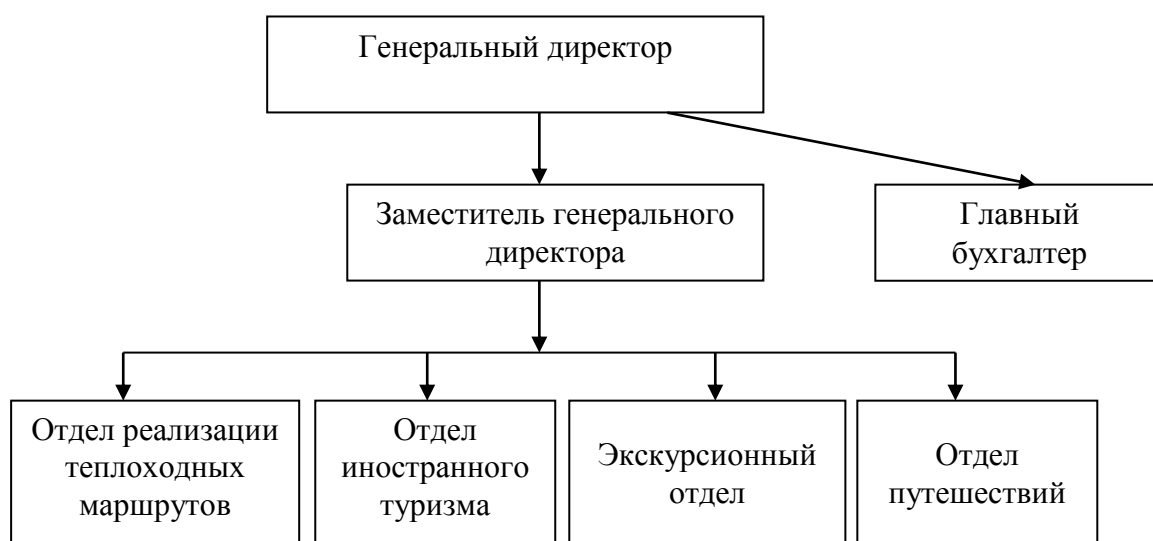 Генеральный директор
Заместитель генерального
директора
Главный
бухгалтер
Отдел реализации
теплоходных
маршрутов
Отдел
иностранного
туризма
Экскурсионный
отдел
Отдел
путешествий